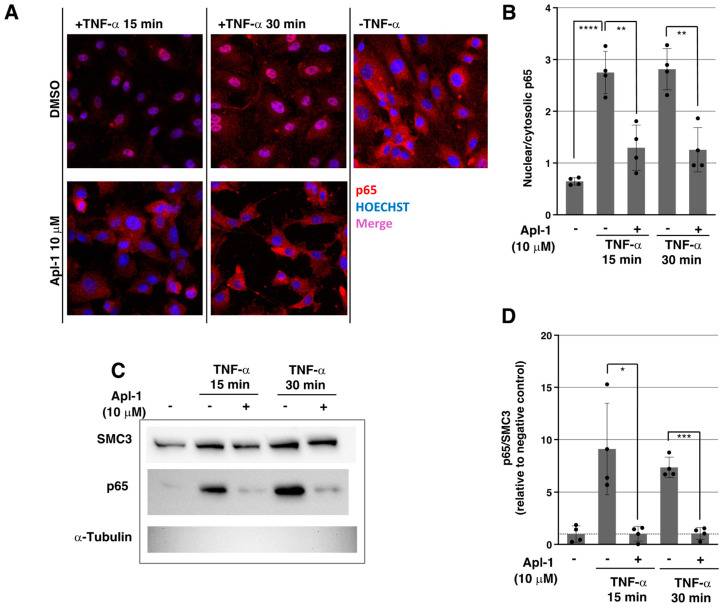 A
+TNF-α 15 min
+TNF-α 30 min
-TNF-α
DMSO
Apl-1 10 μM
p65
HOECHST
Merge
B
Nuclear/cytosolic p65
4
3
2
1
0
****
**
**
Apl-1
(10 μM)
- - + - +
TNF-α
15 min
TNF-α
30 min
C
TNF-α
15 min
TNF-α
30 min
Apl-1
(10 μM)
- - + - +
SMC3
p65
α-Tubulin
D
p65/SMC3
(relative to negative control)
20
15
10
5
0
*
***
Apl-1
(10 μM)
- - + - +
TNF-α
15 min
TNF-α
30 min